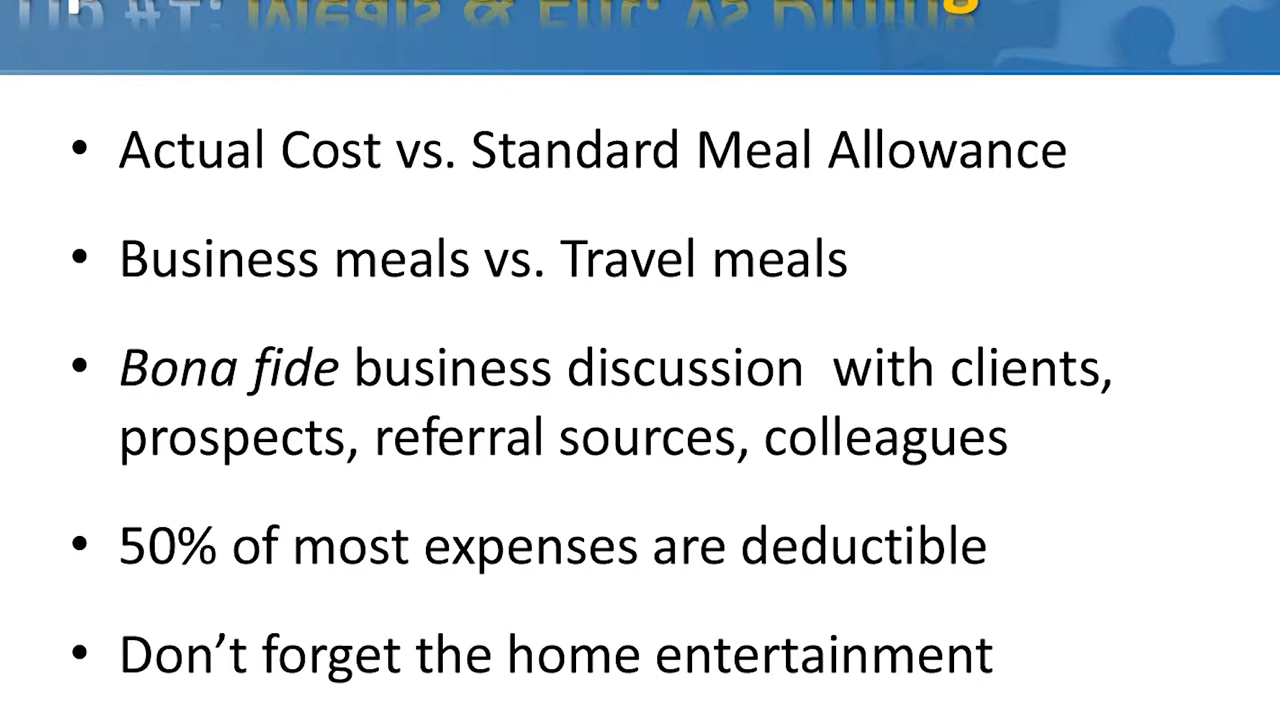 • Actual Cost vs. Standard Meal Allowance
• Business meals vs. Travel meals
• Bona fide business discussion  with clients,
prospects, referral sources, colleagues
• 50% of most expenses are deductible
• Don’t forget the home entertainment